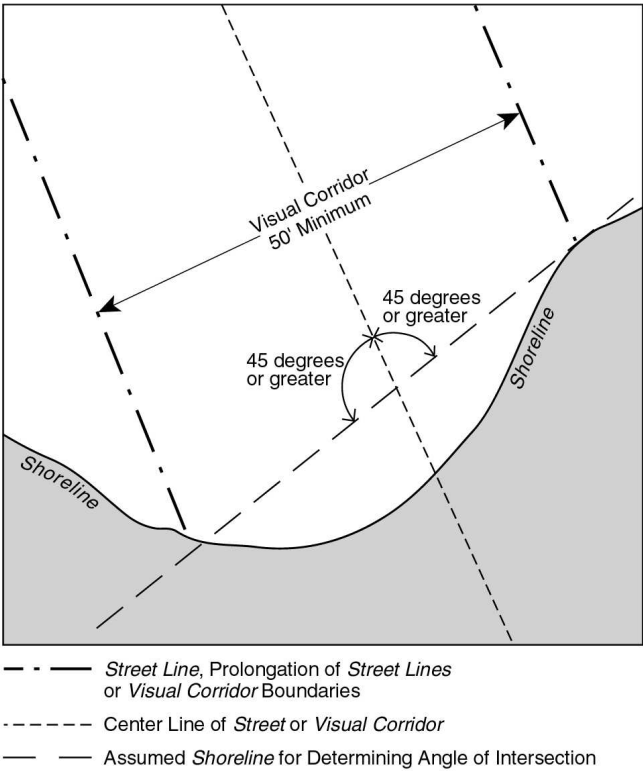 Visual Corridor
50' Minimum
45 degrees
or greater
45 degrees
or greater
Shoreline
Shoreline
Street Line, Prolongation of Street Lines
or Visual Corridor Boundaries
Center Line of Street or Visual Corridor
Assumed Shoreline for Determining Angle of Intersection